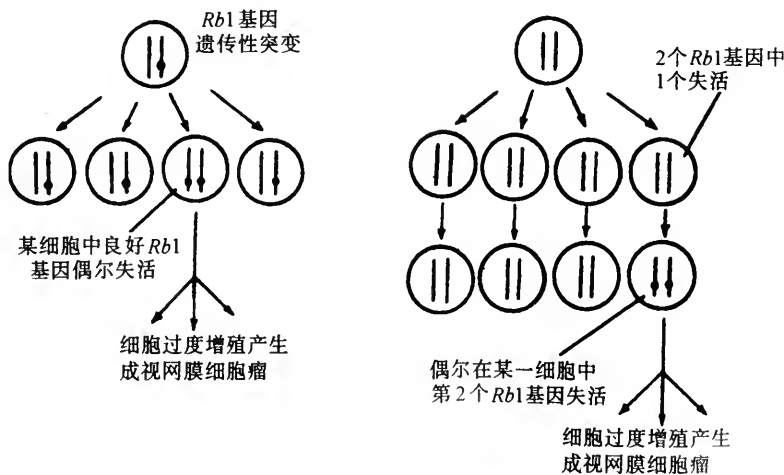 Rb1基因
遗传性突变
某细胞中良好Rb1
基因偶尔失活
细胞过度增殖产生
成视网膜细胞瘤
2个Rb1基因中
1个失活
偶尔在某一细胞中
第2个Rb1基因失活
细胞过度增殖产生
成视网膜细胞瘤